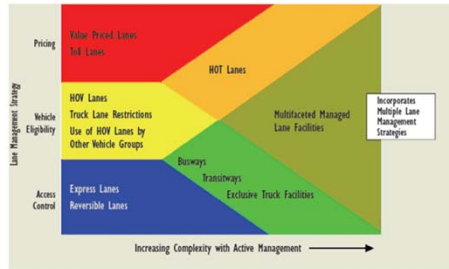 Pricing
Value Priced Lanes
Toll Lanes
HOT Lanes
Lane Management Strategy
Vehicle
Eligibility
HOV Lanes
Truck Lane Restrictions
Use of HOV Lanes by
Other Vehicle Groups
Multifaceted Managed
Lane Facilities
Incorporates
Multiple Lane
Management
Strategies
Access
Control
Express Lanes
Reversible Lanes
Busways
Transitways
Exclusive Truck Facilities
Increasing Complexity with Active Management